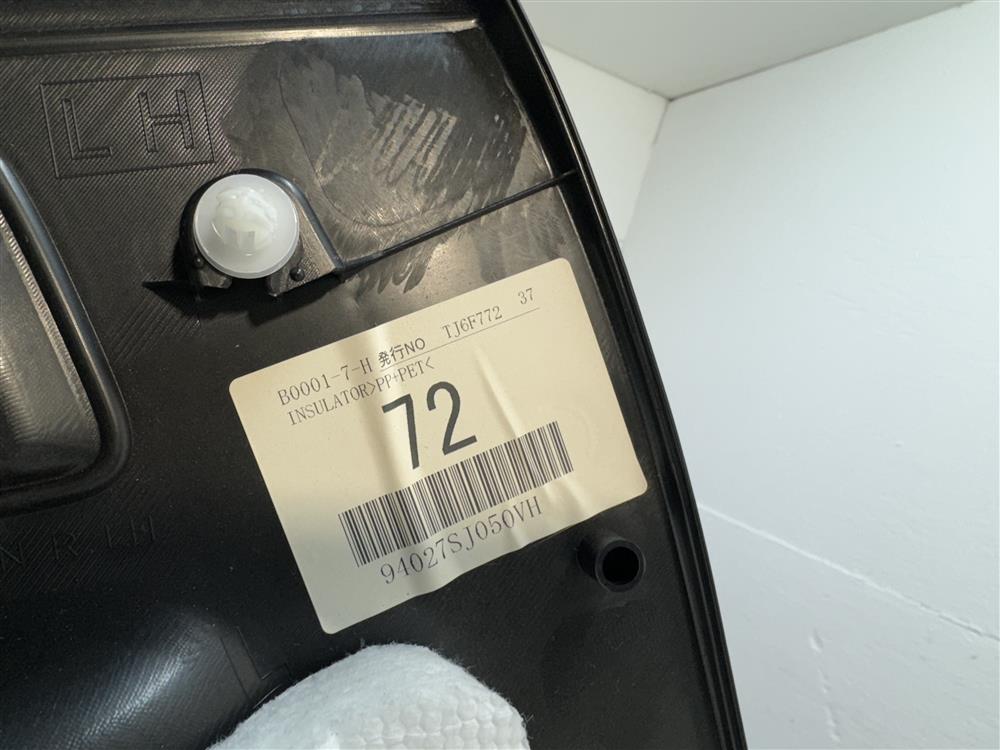 LH
B0001-7-H 発行NO TJ6F772 37
INSULATOR>PP+PET<
72
94027SJ050VH